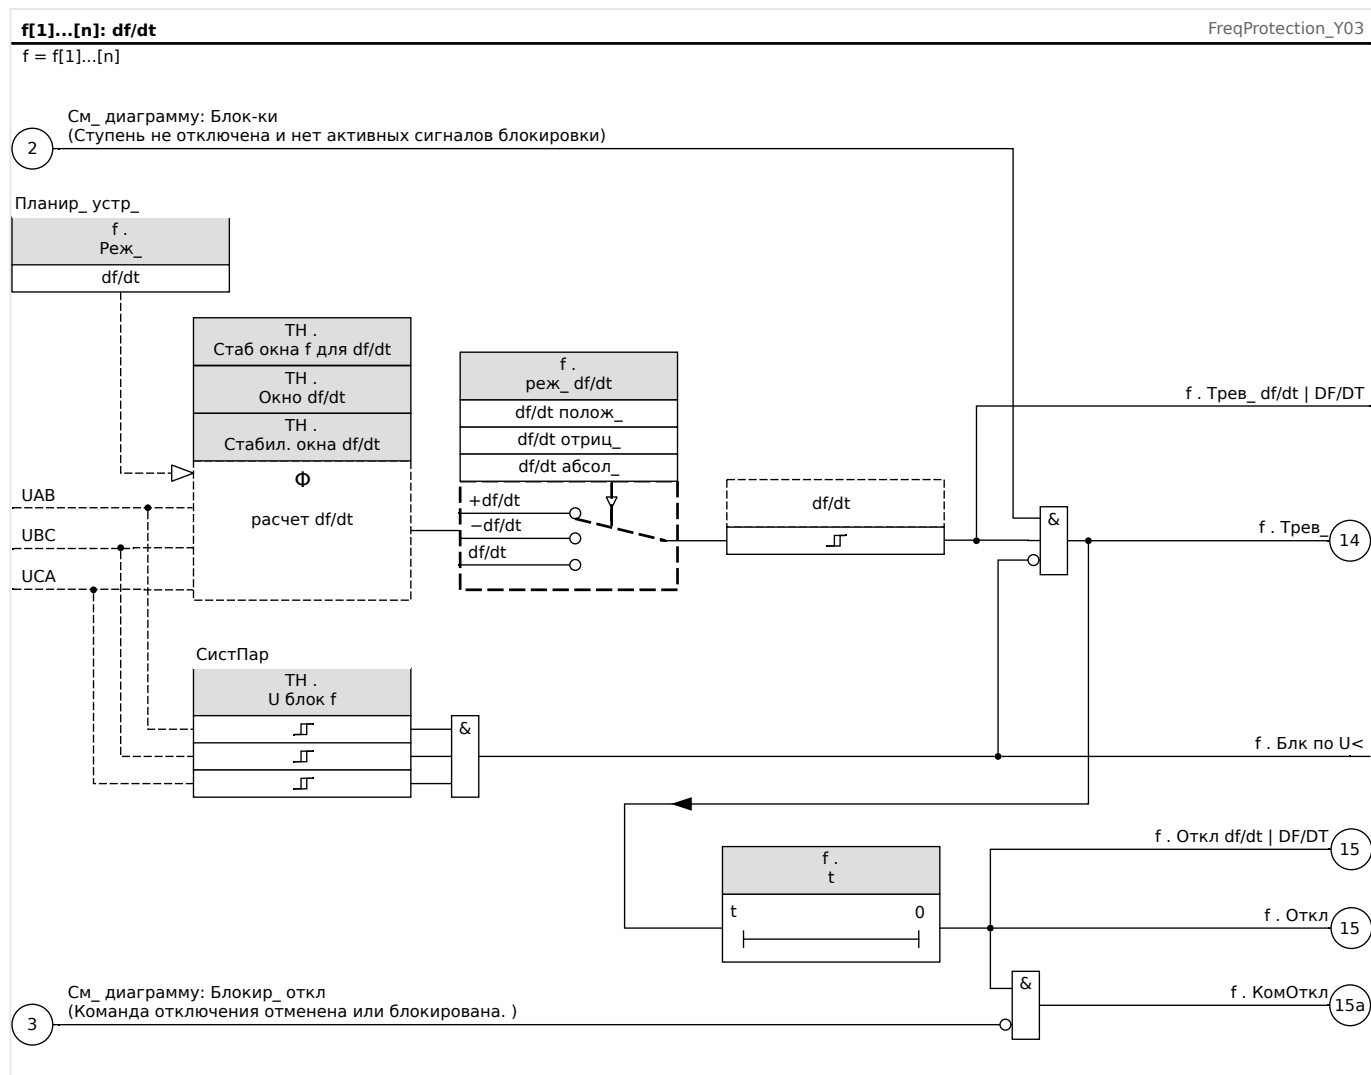 f[1]...[n]: df/dt
FreqProtection_Y03
f = f[1]...[n]
См_ диаграмму: Блок-ки
(Ступень не отключена и нет активных сигналов блокировки)
2
Планир_ устр_
f .
Реж_
df/dt
ТН .
Стаб окна f для df/dt
ТН .
Окно df/dt
ТН .
Стабил. окна df/dt
Φ
расчет df/dt
f .
реж_ df/dt
df/dt полож_
df/dt отриц_
df/dt абсол_
+df/dt
−df/dt
df/dt
df/dt
f . Трев_ df/dt | DF/DT
UAB
UBC
UCA
&
f . Трев_
14
СистПар
ТН .
U блок f
&
f . Блк по U<
f .
t
t
0
f . Откл df/dt | DF/DT
15
f . Откл
15
&
f . КомОткл
15a
См_ диаграмму: Блокир_ откл
(Команда отключения отменена или блокирована. )
3